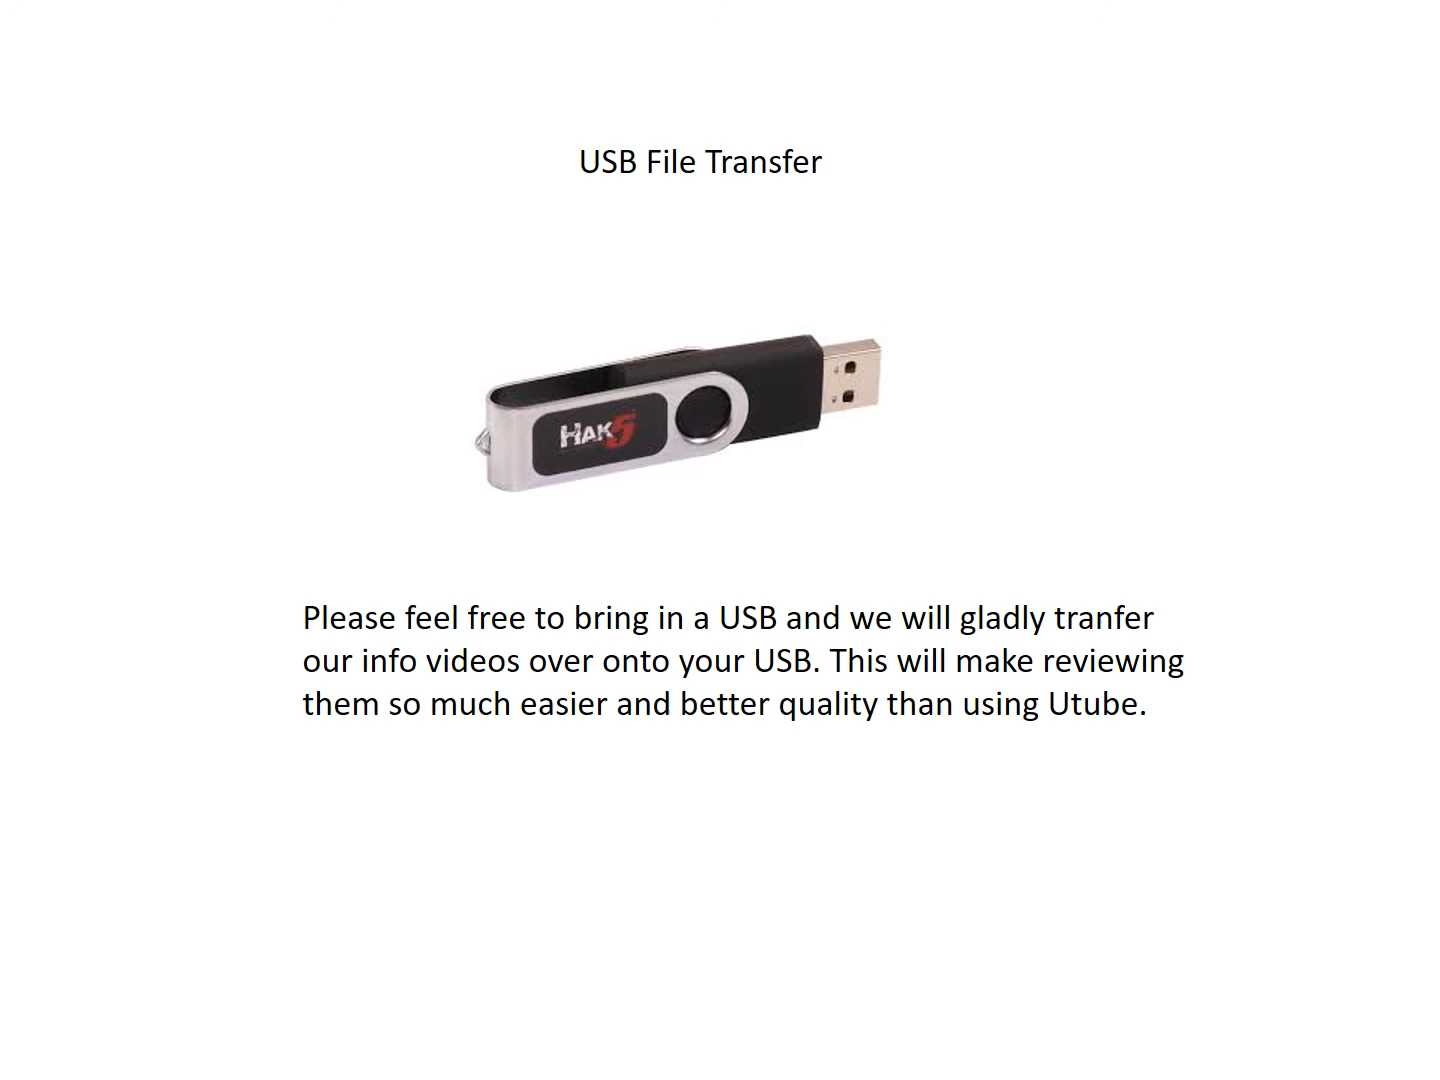 USB File Transfer
HAK5
Please feel free to bring in a USB and we will gladly tranfer
our info videos over onto your USB. This will make reviewing
them so much easier and better quality than using Utube.